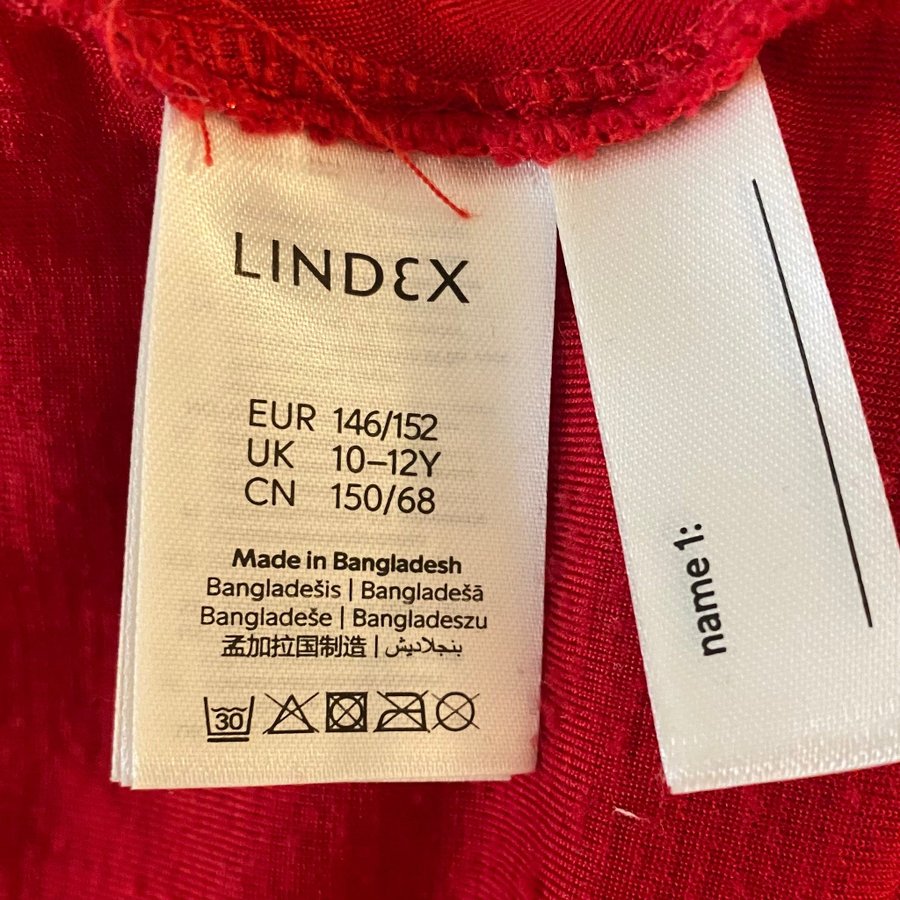 LINDEX
EUR 146/152
UK 10–12Y
CN 150/68
Made in Bangladesh
Bangladešis | Bangladešā
Bangladeše | Bangladeszu
孟加拉国制造 | بنجلاديش
30
name 1: